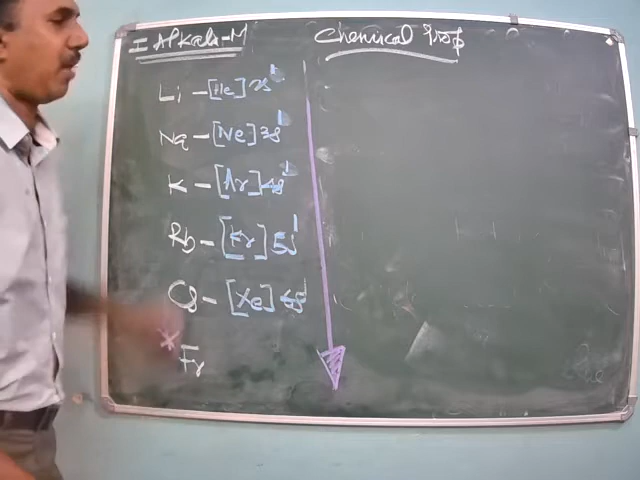 I Alkali-M
Chemical Prop
Li - [He] 2s¹
Na - [Ne] 3s¹
K - [Ar] 4s¹
Rb - [Kr] 5s¹
Cs - [Xe] 6s¹
* Fr